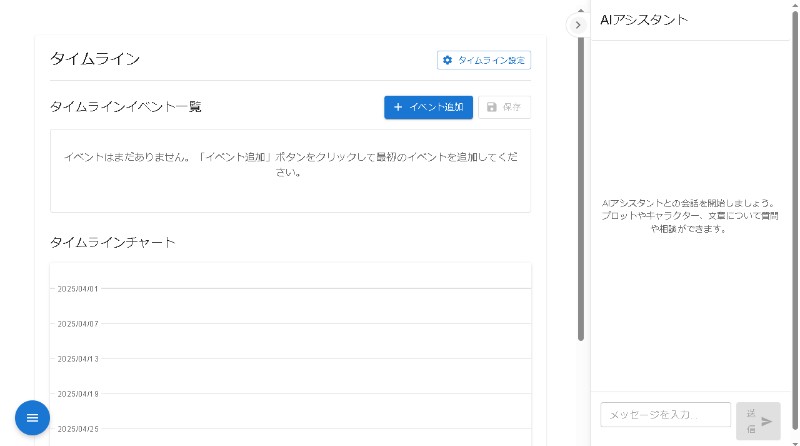 タイムライン
タイムライン設定
タイムラインイベント一覧
イベント追加
保存
イベントはまだありません。「イベント追加」ボタンをクリックして最初のイベントを追加してくだ
さい。
タイムラインチャート
2025/04/01
2025/04/07
2025/04/13
2025/04/19
2025/04/25
AIアシスタント
AIアシスタントとの会話を開始しましょう。
プロットやキャラクター、文章について質問
や相談ができます。
メッセージを入力...
送
信